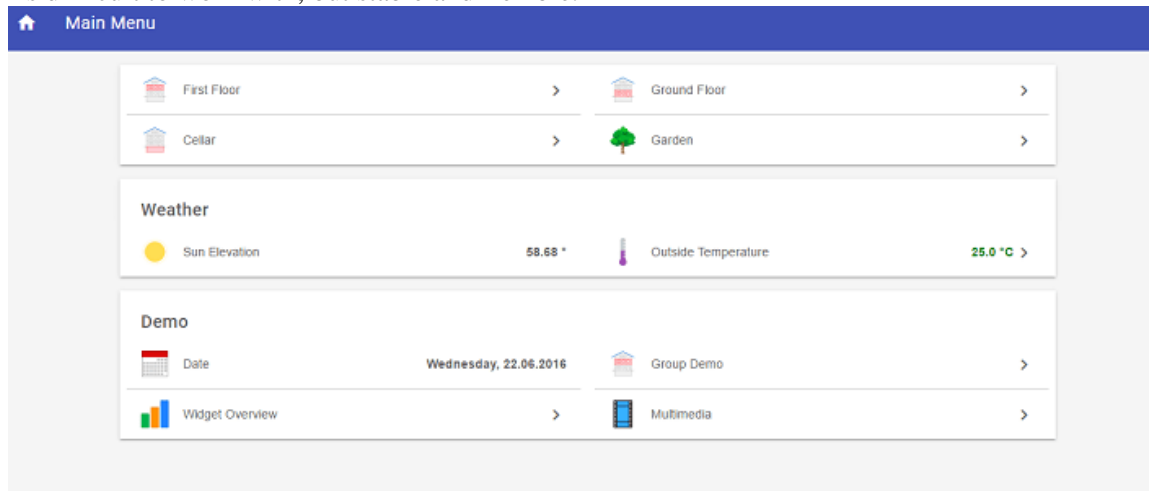 Main Menu
First Floor
Ground Floor
Cellar
Garden
Weather
Sun Elevation 58.68 °
Outside Temperature 25.0 °C
Demo
Date Wednesday, 22.06.2016
Group Demo
Widget Overview
Multimedia